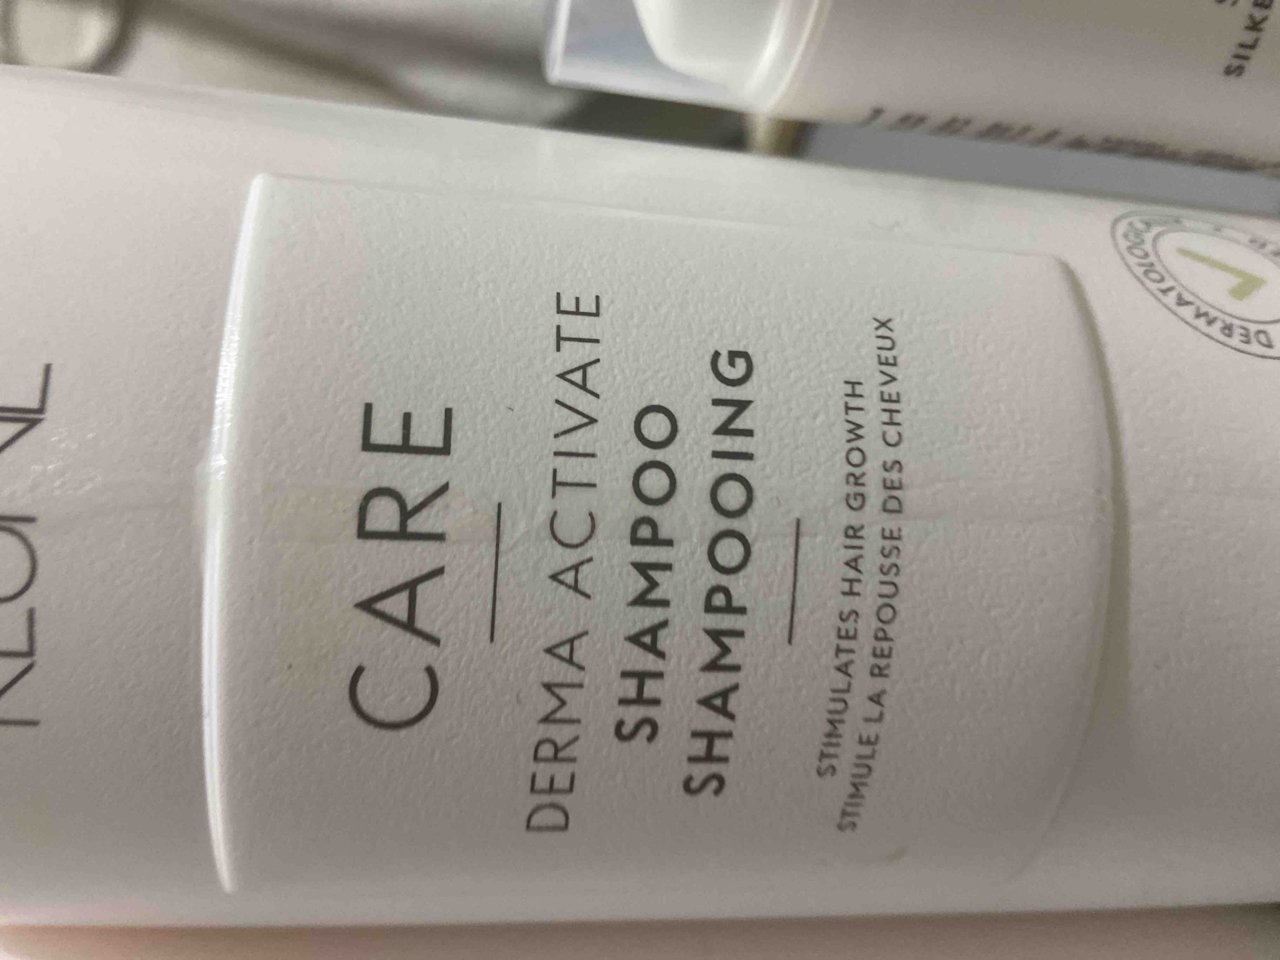 CARE
DERMA ACTIVATE
SHAMPOO
SHAMPOOING
STIMULATES HAIR GROWTH
STIMULE LA REPOUSSE DES CHEVEUX